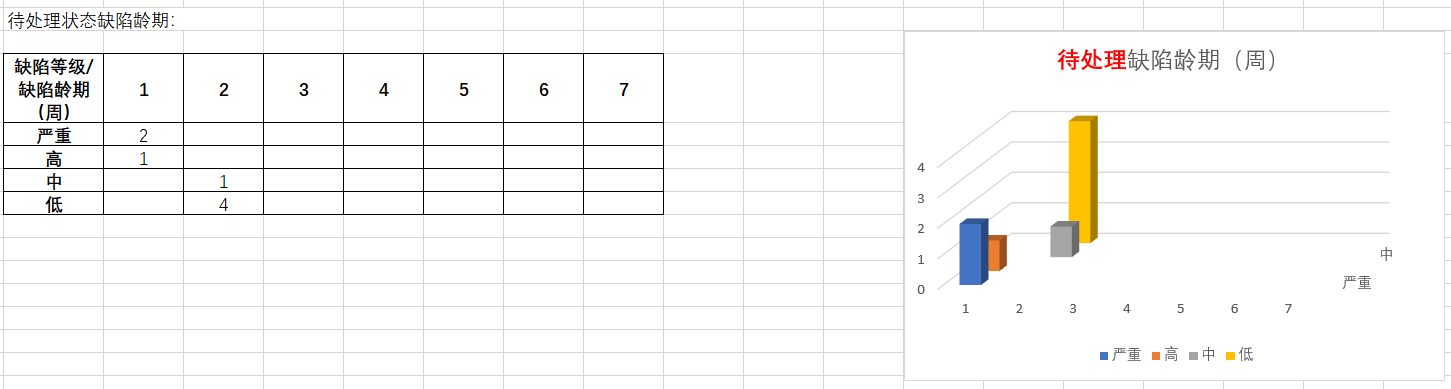 待处理状态缺陷龄期：
缺陷等级/
缺陷龄期
（周） 1 2 3 4 5 6 7
严重 2
高 1
中 1
低 4
待处理缺陷龄期（周）
4
3
2
1
0
中
严重
1 2 3 4 5 6 7
严重 高 中 低